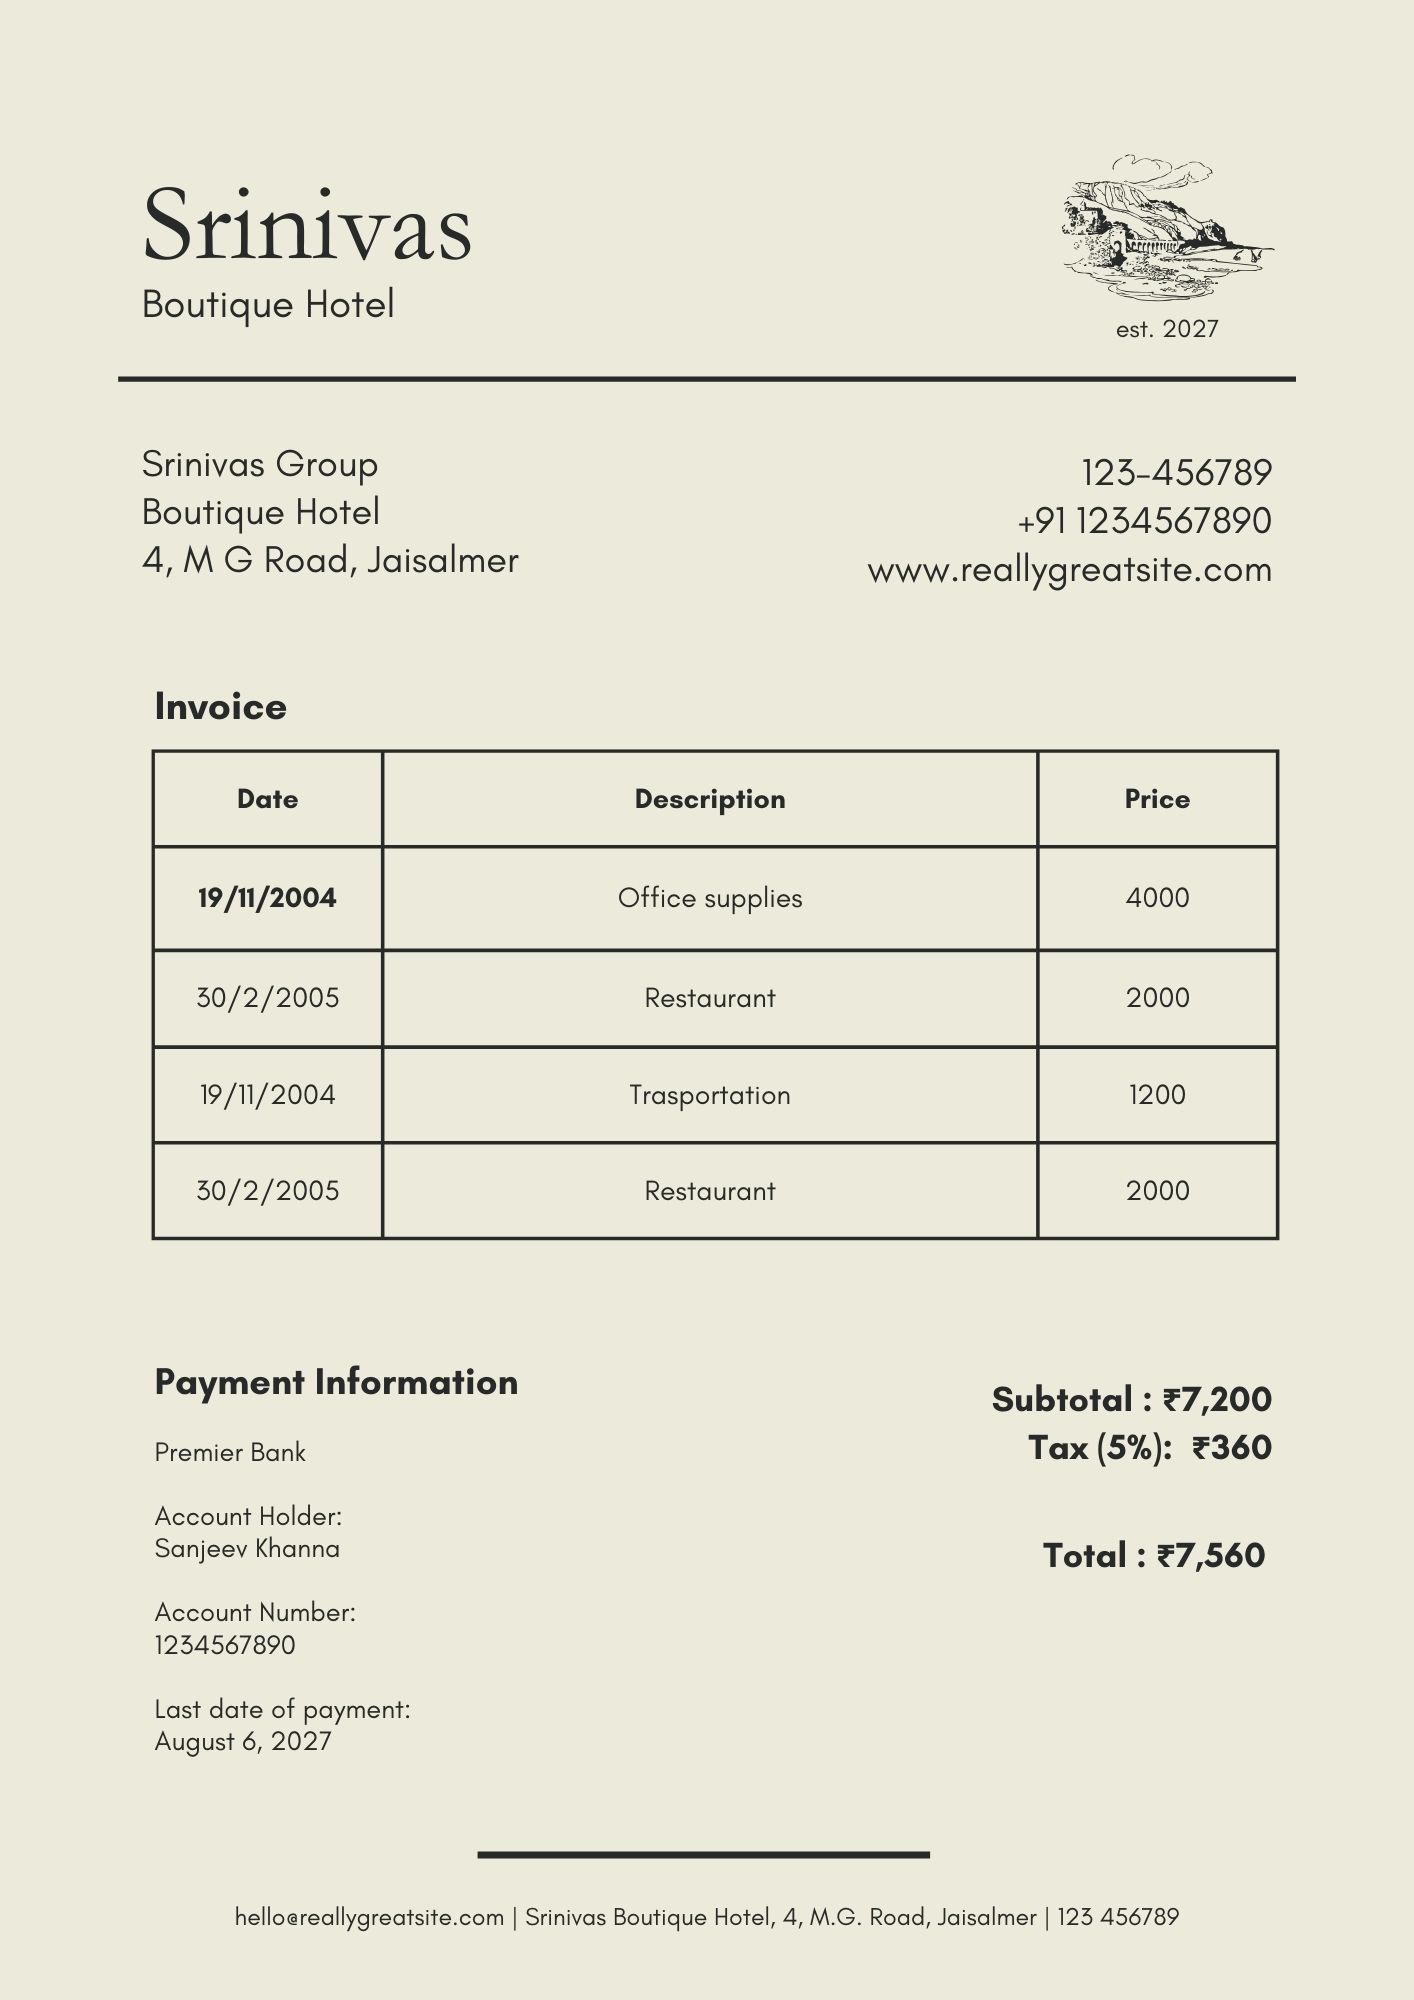 Srinivas
Boutique Hotel
est. 2027
Srinivas Group
Boutique Hotel
4, M G Road, Jaisalmer
123-456789
+91 1234567890
www.reallygreatsite.com
Invoice
Date Description Price
19/11/2004 Office supplies 4000
30/2/2005 Restaurant 2000
19/11/2004 Trasportation 1200
30/2/2005 Restaurant 2000
Payment Information
Premier Bank
Account Holder:
Sanjeev Khanna
Account Number:
1234567890
Last date of payment:
August 6, 2027
Subtotal : ₹7,200
Tax (5%): ₹360
Total : ₹7,560
hello@reallygreatsite.com | Srinivas Boutique Hotel, 4, M.G. Road, Jaisalmer | 123 456789